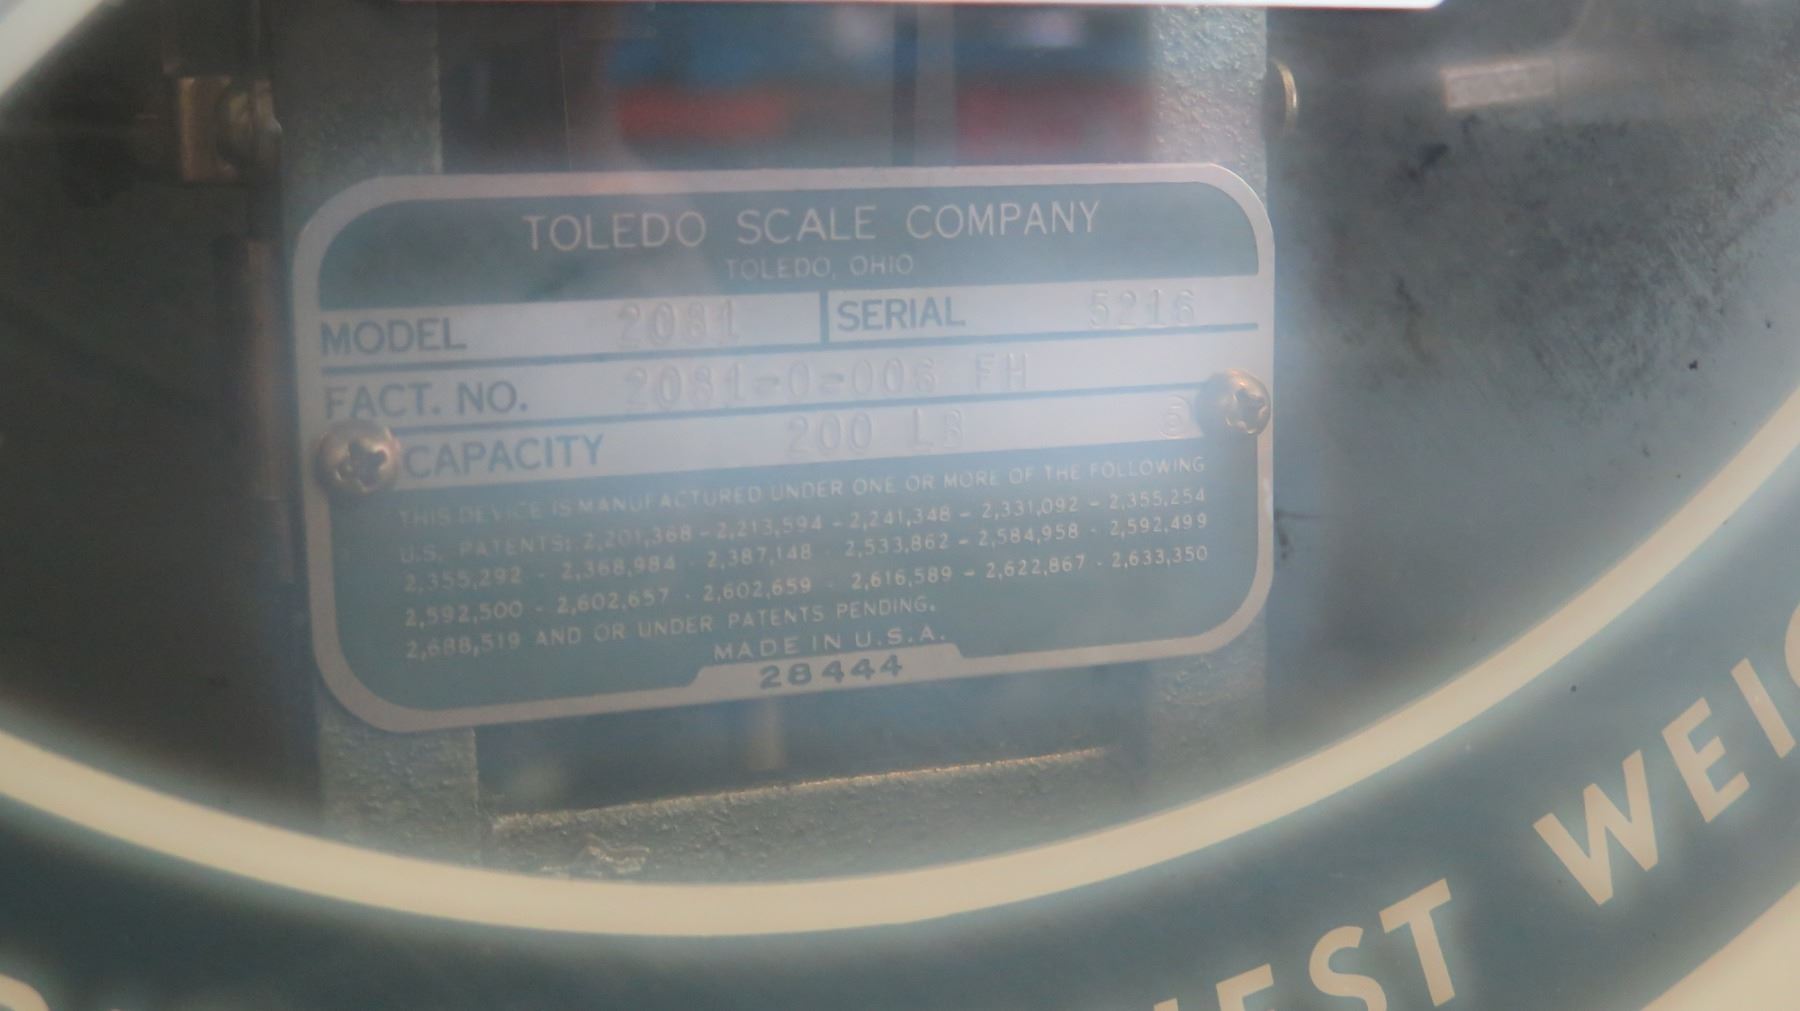 TOLEDO SCALE COMPANY
TOLEDO, OHIO
MODEL 2081 SERIAL 5216
FACT. NO. 2081-0-006 FH
CAPACITY 200 LB
THIS DEVICE IS MANUFACTURED UNDER ONE OR MORE OF THE FOLLOWING
U.S. PATENTS: 2,201,368 - 2,213,594 - 2,241,348 - 2,331,092 - 2,355,254
2,355,292 - 2,368,984 - 2,387,148 - 2,533,862 - 2,584,958 - 2,592,499
2,592,500 - 2,602,657 - 2,602,659 - 2,616,589 - 2,622,867 - 2,633,350
2,688,519 AND OR UNDER PATENTS PENDING.
MADE IN U.S.A.
28444